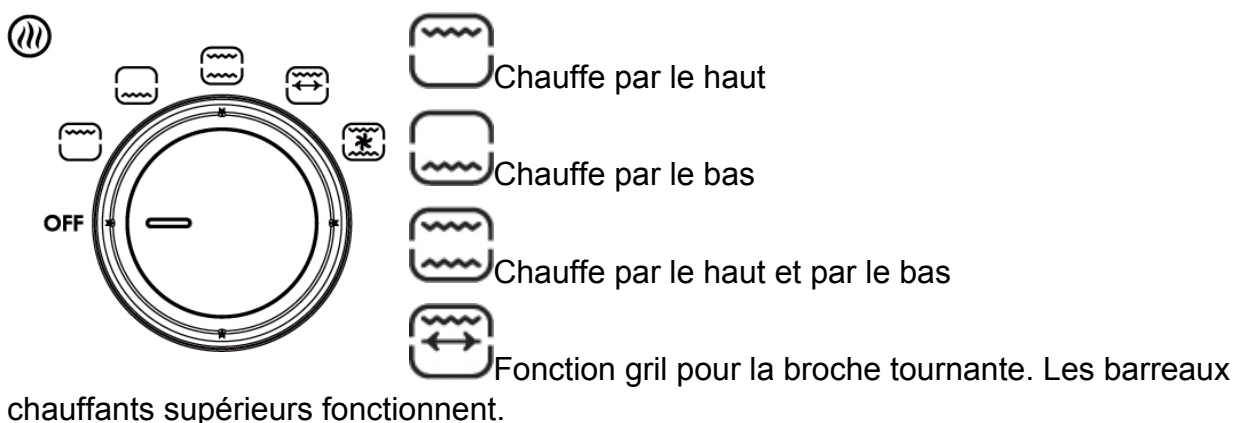 Chauffe par le haut
OFF
Chauffe par le bas
Chauffe par le haut et par le bas
Fonction gril pour la broche tournante. Les barreaux
chauffants supérieurs fonctionnent.